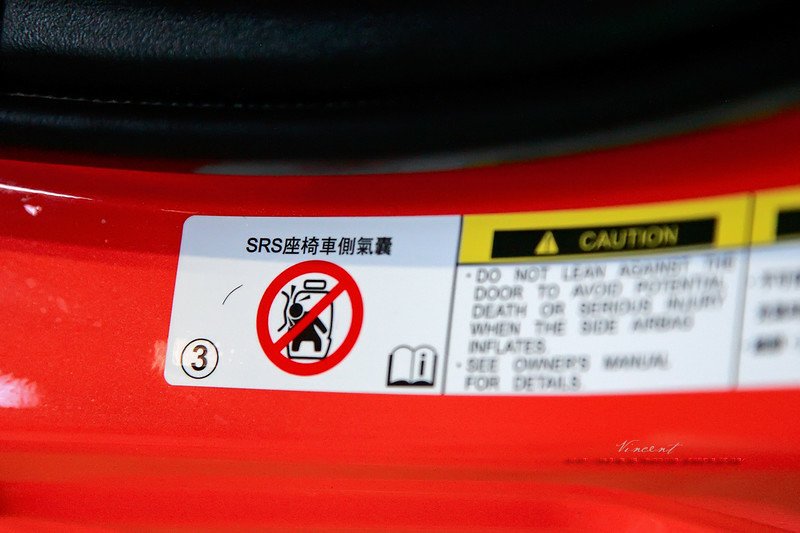 SRS座椅車側氣囊
③
CAUTION
・DO NOT LEAN AGAINST THE
DOOR TO AVOID POTENTIAL
DEATH OR SERIOUS INJURY
WHEN THE SIDE AIRBAG
INFLATES.
・SEE OWNER'S MANUAL
FOR DETAILS.
Vincent